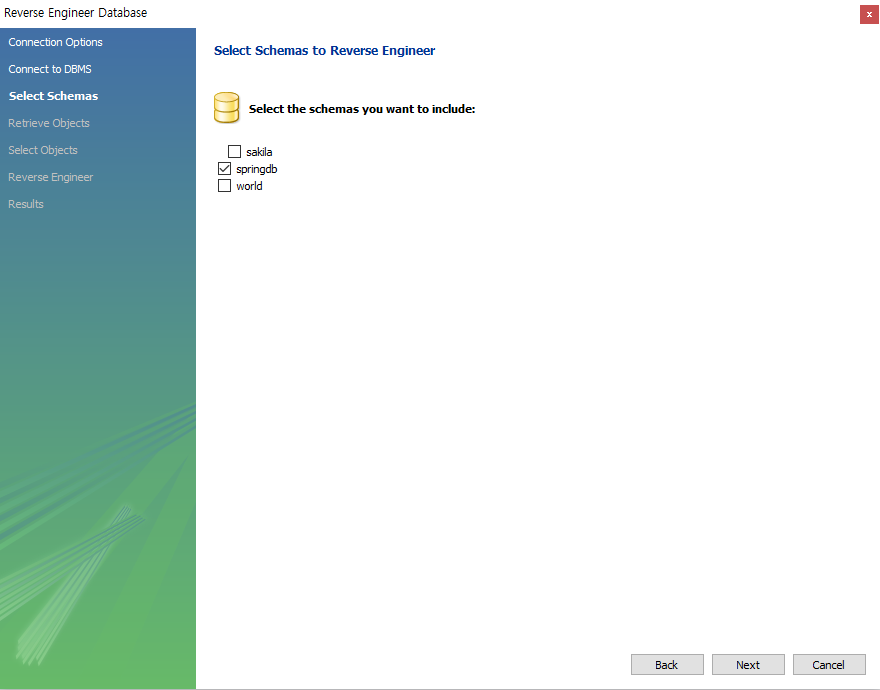 Reverse Engineer Database
x
Connection Options
Connect to DBMS
Select Schemas
Retrieve Objects
Select Objects
Reverse Engineer
Results
Select Schemas to Reverse Engineer
Select the schemas you want to include:
sakila
springdb
world
Back
Next
Cancel